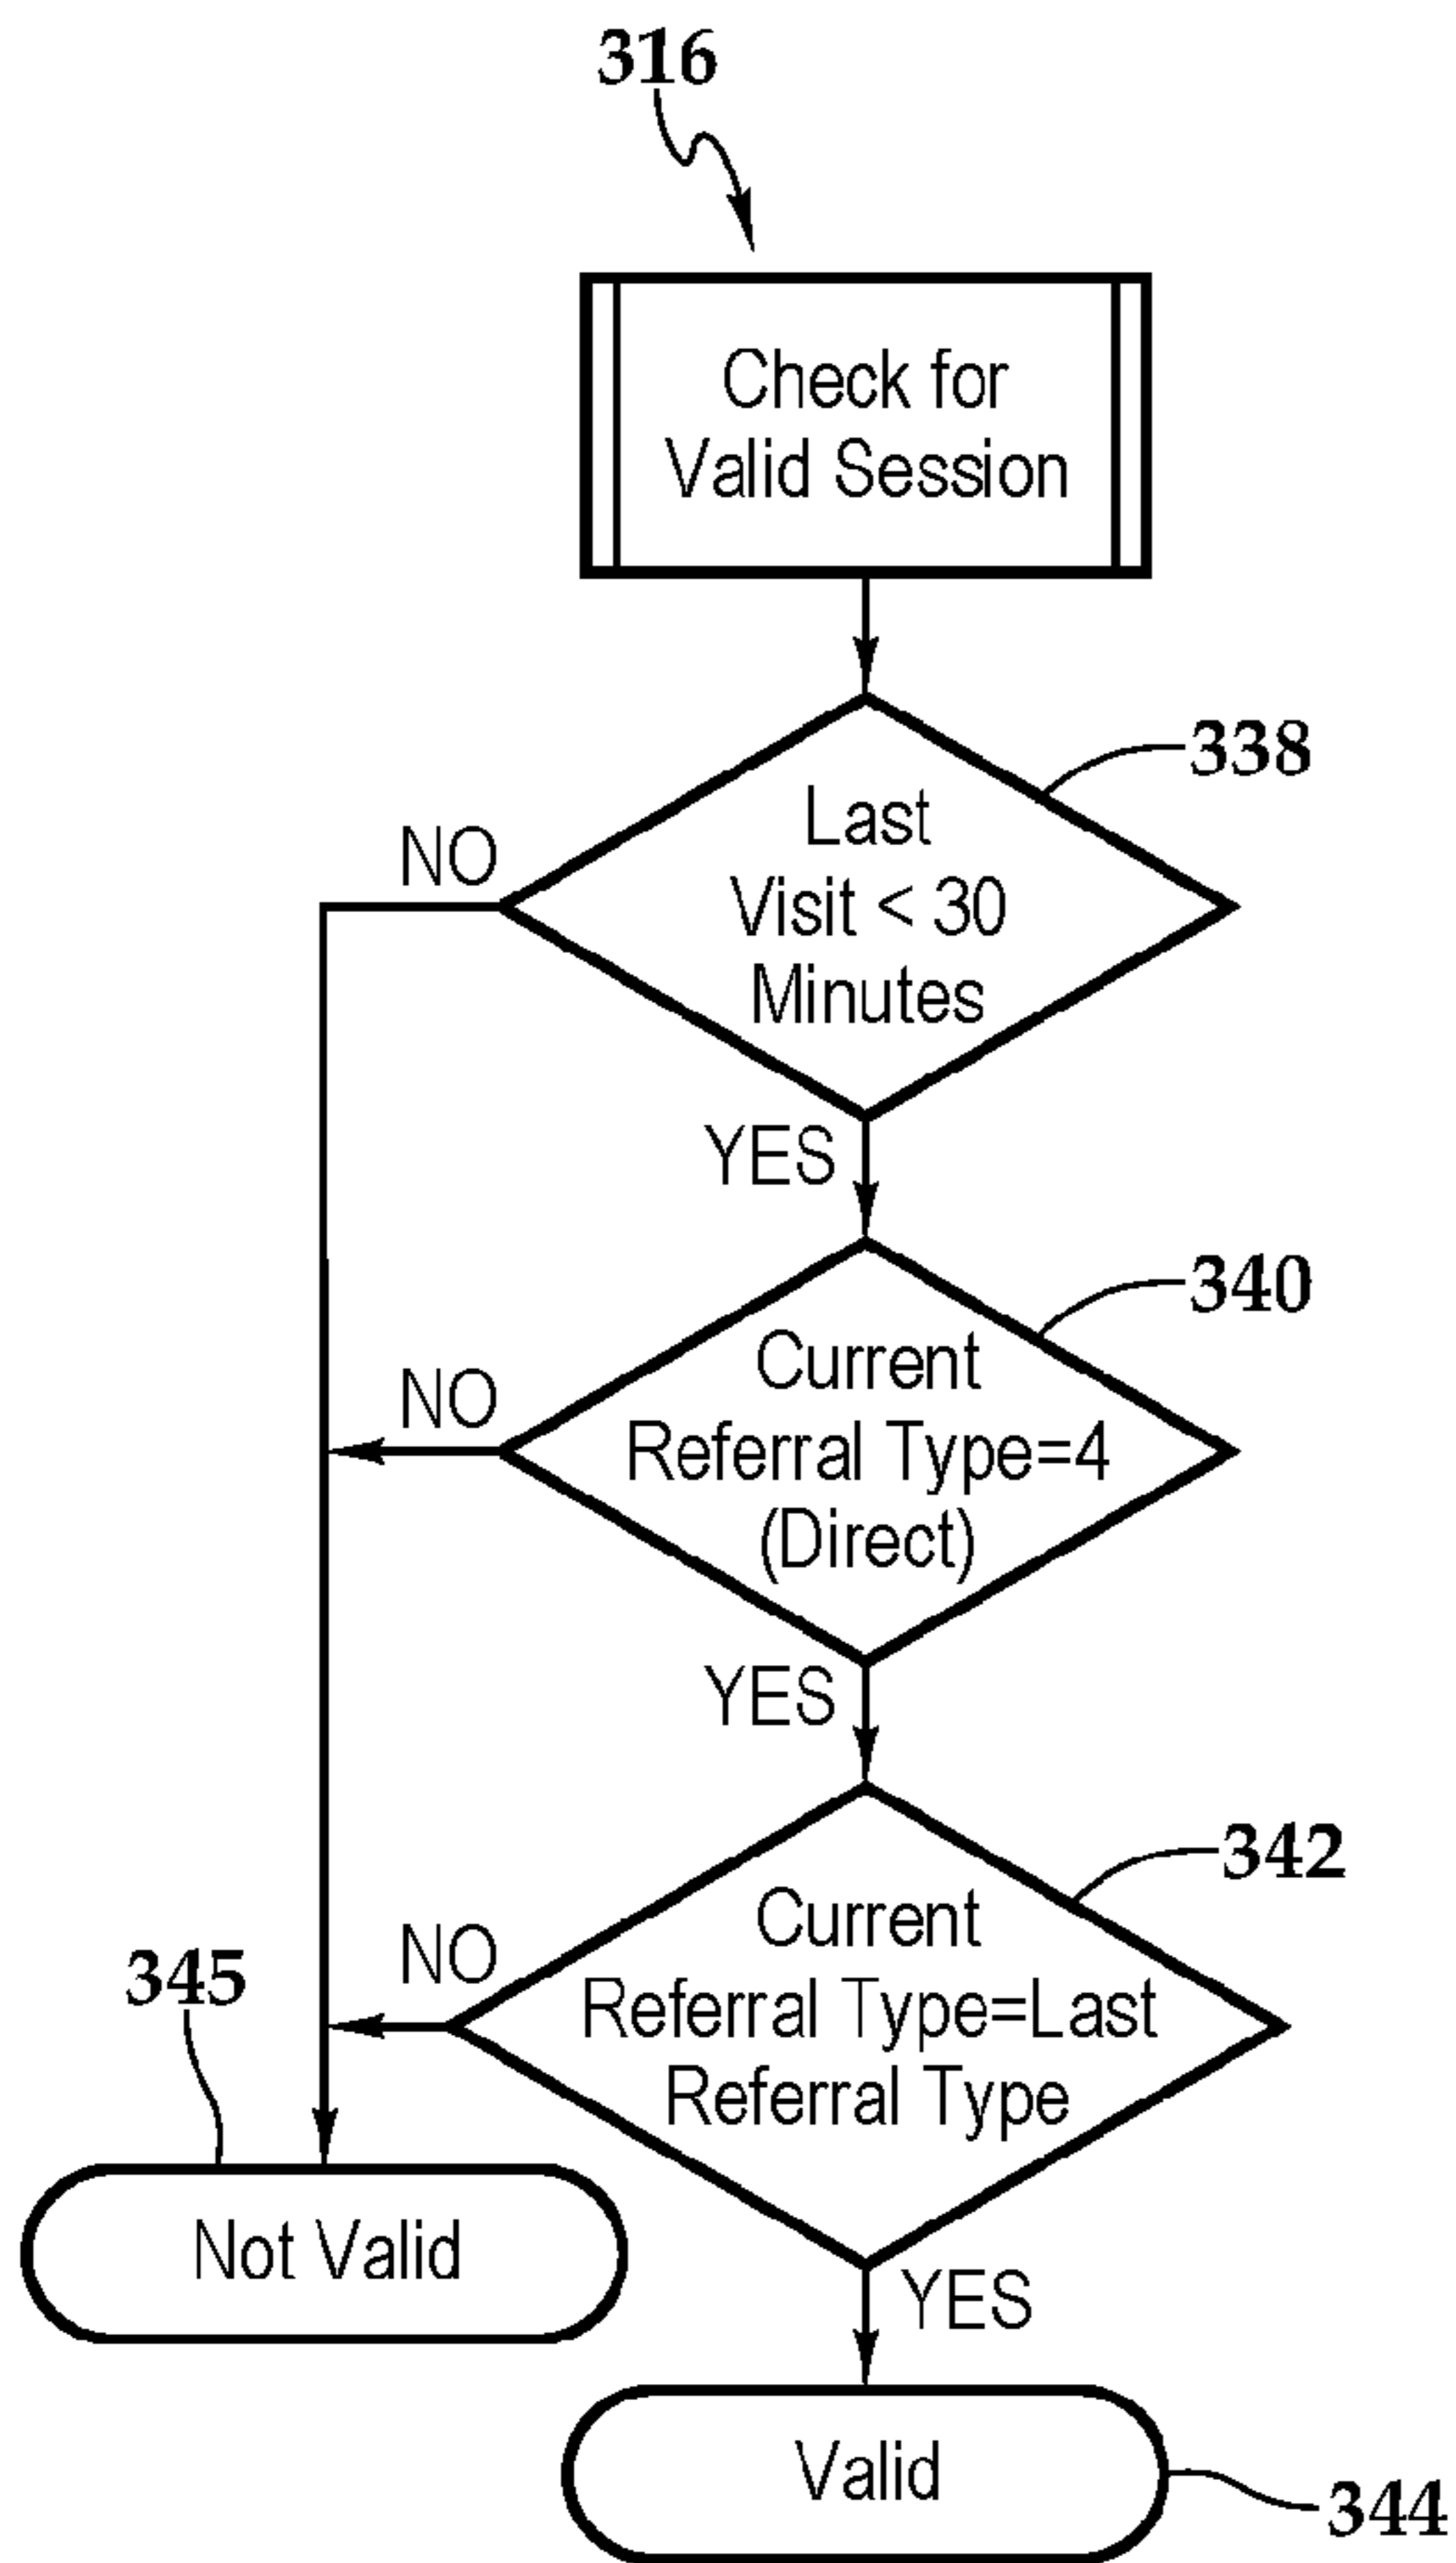 316
Check for
Valid Session
338
Last
Visit < 30
Minutes
NO
YES
340
Current
Referral Type=4
(Direct)
NO
YES
342
Current
Referral Type=Last
Referral Type
NO
345
Not Valid
YES
Valid
344